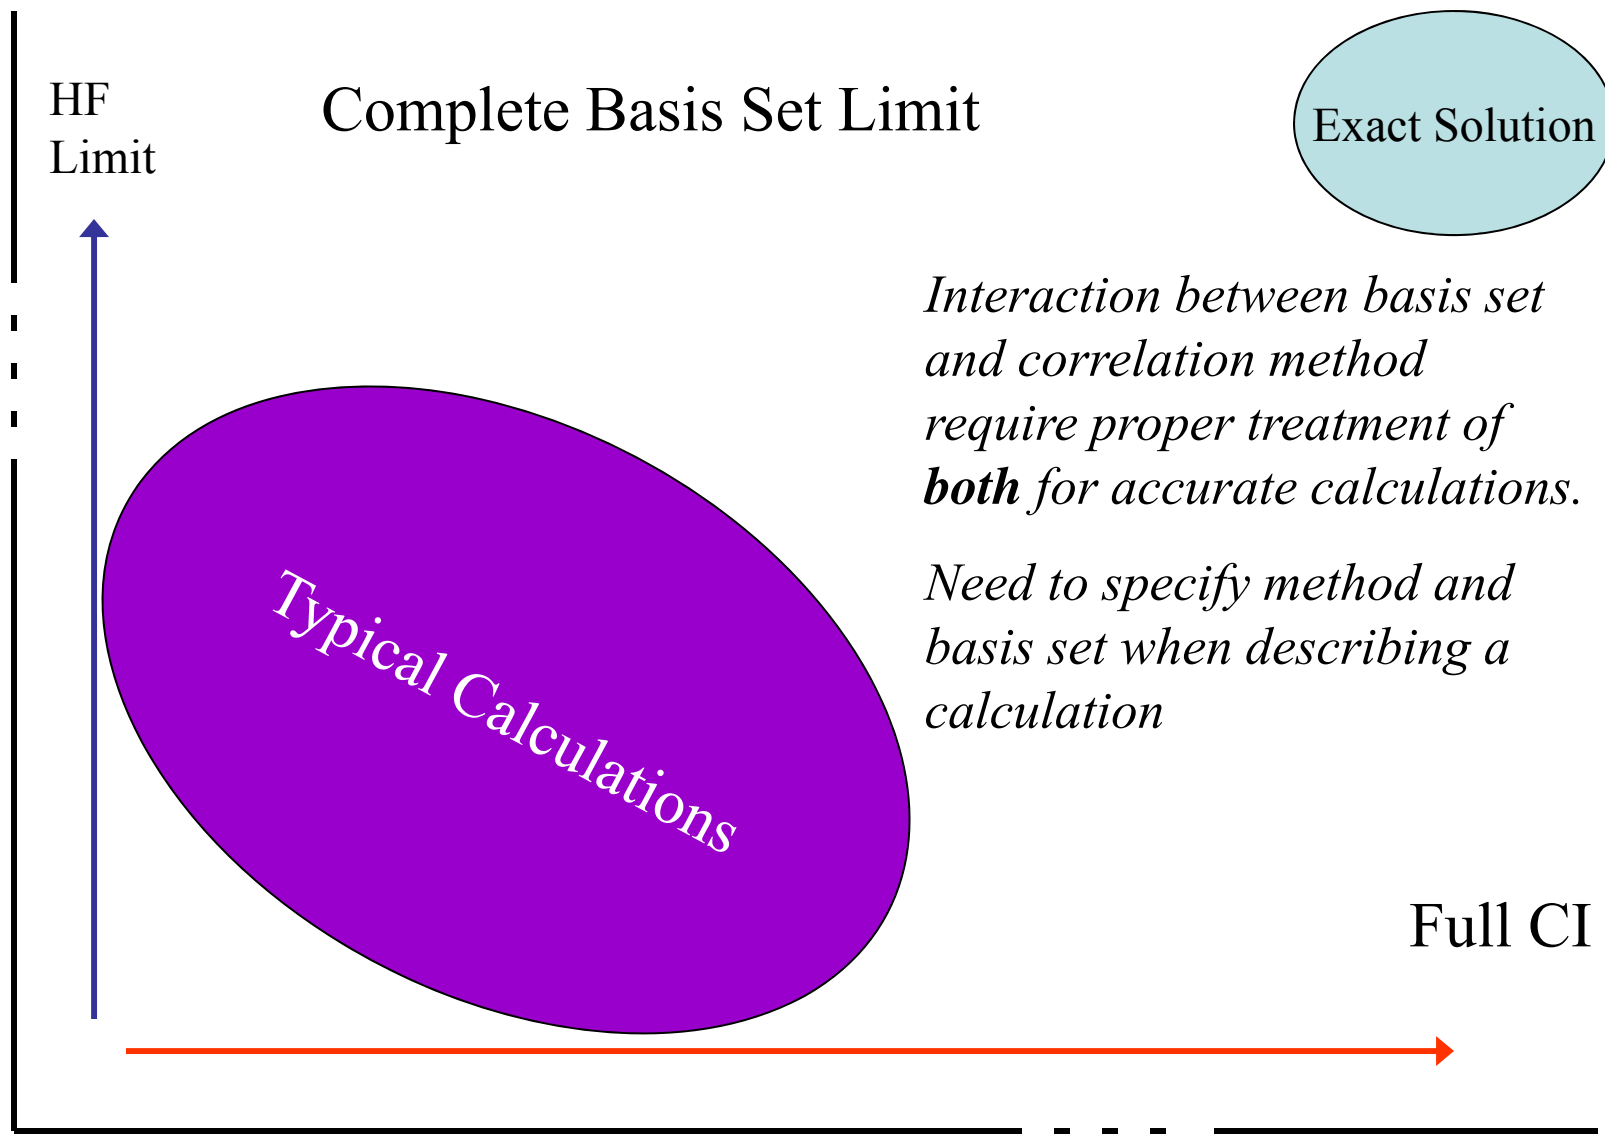 HF
Limit
Complete Basis Set Limit
Exact Solution
Interaction between basis set
and correlation method
require proper treatment of
both for accurate calculations.
Need to specify method and
basis set when describing a
calculation
Typical Calculations
Full CI